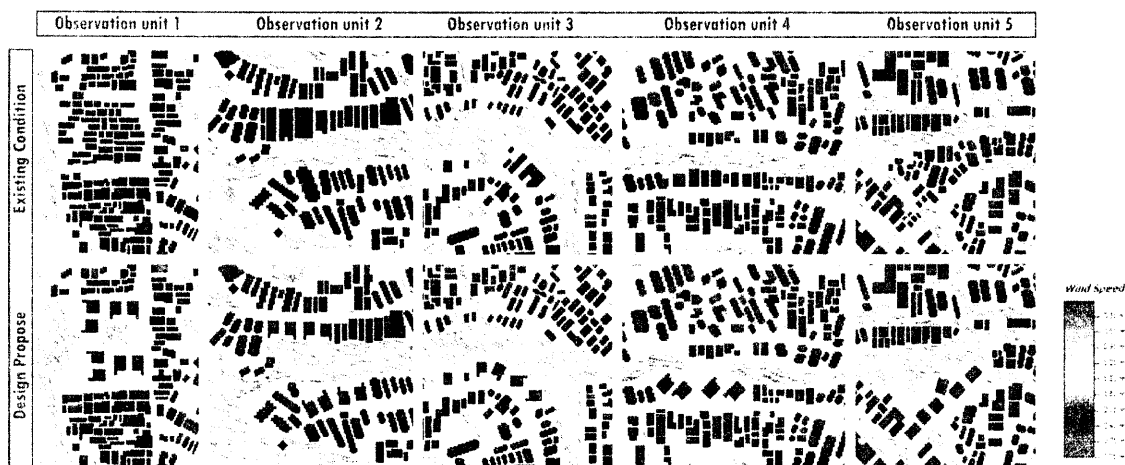 Observation unit 1
Observation unit 2
Observation unit 3
Observation unit 4
Observation unit 5
Existing Condition
Design Propose
Wind Speed